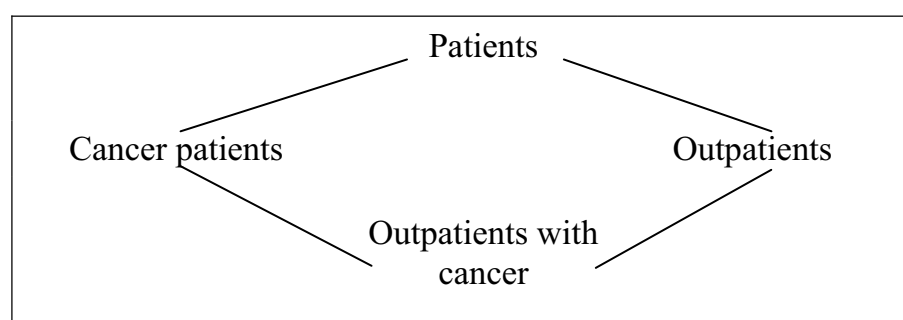 Patients
Cancer patients
Outpatients
Outpatients with
cancer